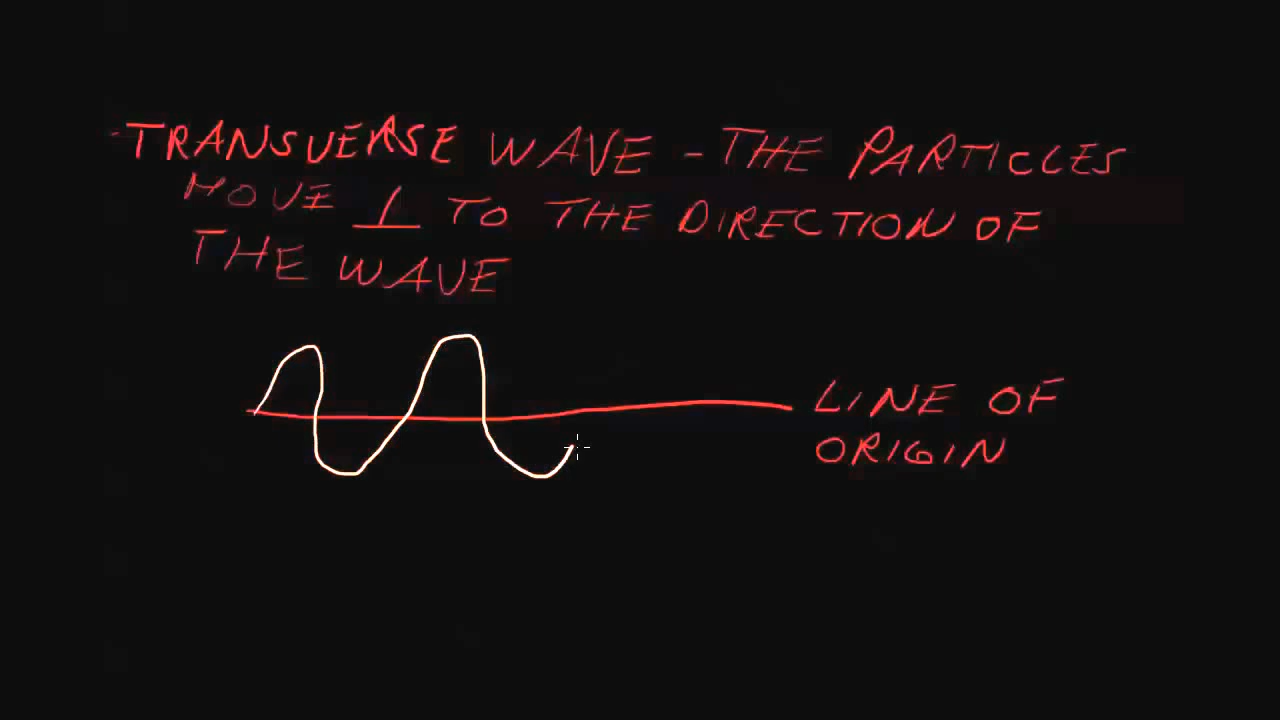 -TRANSVERSE WAVE - THE PARTICLES
MOVE ⊥ TO THE DIRECTION OF
THE WAVE
LINE OF
ORIGIN